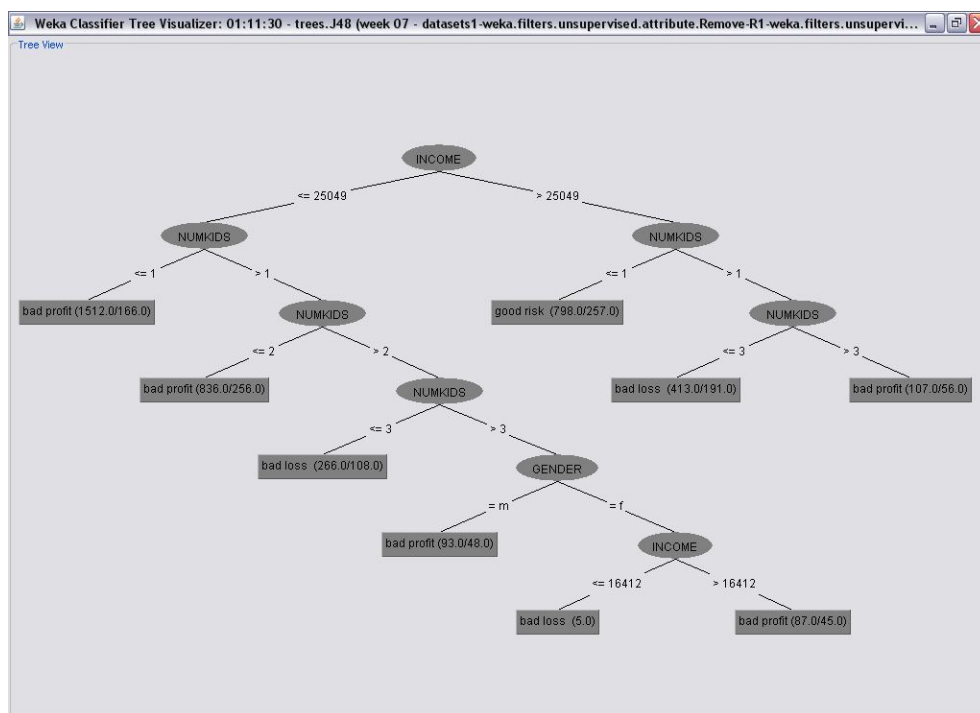 Weka Classifier Tree Visualizer: 01:11:30 - trees.J48 (week 07 - datasets1-weka.filters.unsupervised.attribute.Remove-R1-weka.filters.unsupervi...
Tree View
INCOME
<= 25049
> 25049
NUMKIDS
NUMKIDS
<= 1
> 1
<= 1
> 1
bad profit (1512.0/166.0)
NUMKIDS
good risk (798.0/257.0)
NUMKIDS
<= 2
> 2
<= 3
> 3
bad profit (836.0/256.0)
NUMKIDS
bad loss (413.0/191.0)
bad profit (107.0/56.0)
<= 3
> 3
bad loss (266.0/108.0)
GENDER
= m
= f
bad profit (93.0/48.0)
INCOME
<= 16412
> 16412
bad loss (5.0)
bad profit (87.0/45.0)